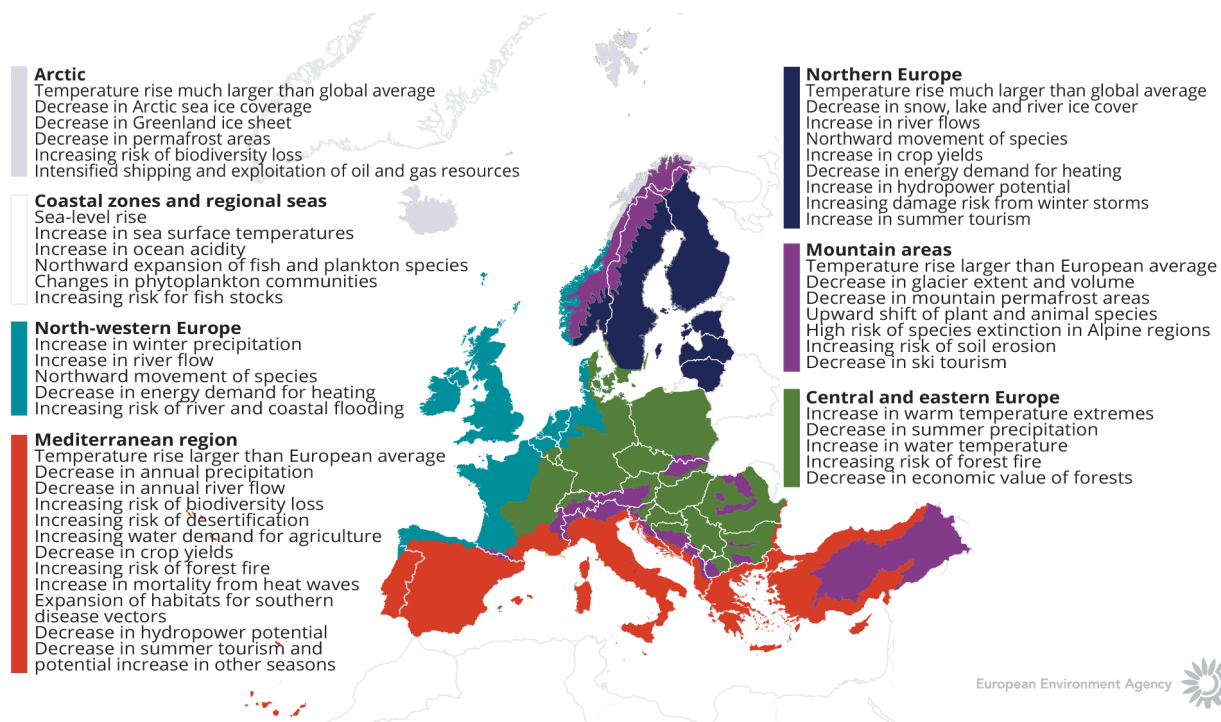 Arctic
Temperature rise much larger than global average
Decrease in Arctic sea ice coverage
Decrease in Greenland ice sheet
Decrease in permafrost areas
Increasing risk of biodiversity loss
Intensified shipping and exploitation of oil and gas resources
Coastal zones and regional seas
Sea-level rise
Increase in sea surface temperatures
Increase in ocean acidity
Northward expansion of fish and plankton species
Changes in phytoplankton communities
Increasing risk for fish stocks
North-western Europe
Increase in winter precipitation
Increase in river flow
Northward movement of species
Decrease in energy demand for heating
Increasing risk of river and coastal flooding
Mediterranean region
Temperature rise larger than European average
Decrease in annual precipitation
Decrease in annual river flow
Increasing risk of biodiversity loss
Increasing risk of desertification
Increasing water demand for agriculture
Decrease in crop yields
Increasing risk of forest fire
Increase in mortality from heat waves
Expansion of habitats for southern
disease vectors
Decrease in hydropower potential
Decrease in summer tourism and
potential increase in other seasons
Northern Europe
Temperature rise much larger than global average
Decrease in snow, lake and river ice cover
Increase in river flows
Northward movement of species
Increase in crop yields
Decrease in energy demand for heating
Increase in hydropower potential
Increasing damage risk from winter storms
Increase in summer tourism
Mountain areas
Temperature rise larger than European average
Decrease in glacier extent and volume
Decrease in mountain permafrost areas
Upward shift of plant and animal species
High risk of species extinction in Alpine regions
Increasing risk of soil erosion
Decrease in ski tourism
Central and eastern Europe
Increase in warm temperature extremes
Decrease in summer precipitation
Increase in water temperature
Increasing risk of forest fire
Decrease in economic value of forests
European Environment Agency